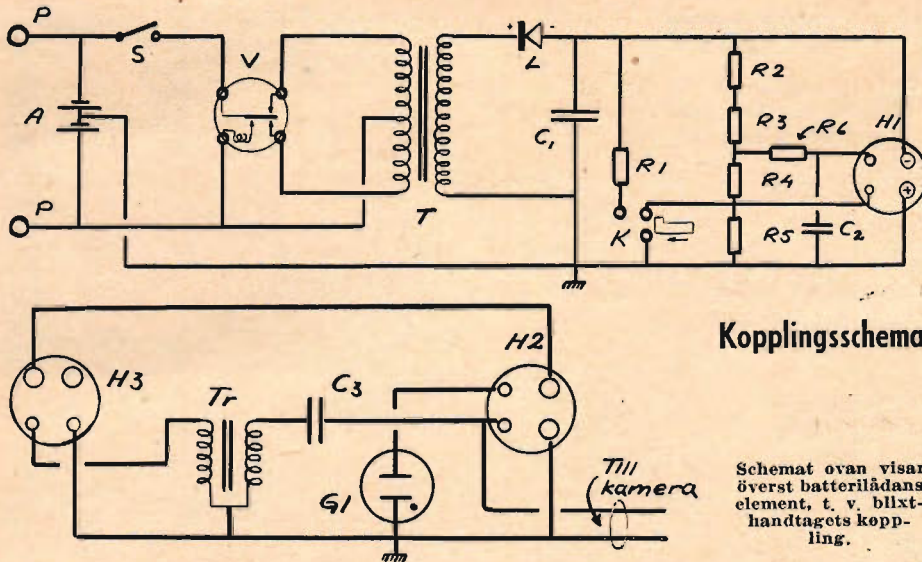 P
S
V
A
P
T
L
+ -
C1
R1
K
R2
R3
R6
R4
R5
C2
H1
-
+
Kopplingsschema
H3
Tr
C3
H2
Gl
Till
kamera
Schemat ovan visar
överst batterilådans
element, t. v. blixt-
handtagets kopp-
ling.